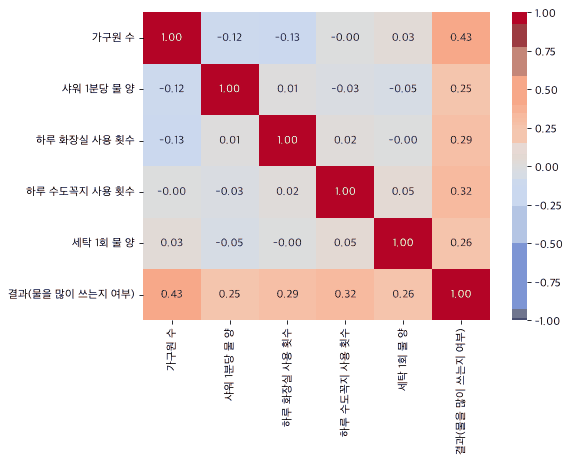 가구원 수 1.00 -0.12 -0.13 -0.00 0.03 0.43
샤워 1분당 물 양 -0.12 1.00 0.01 -0.03 -0.05 0.25
하루 화장실 사용 횟수 -0.13 0.01 1.00 0.02 -0.00 0.29
하루 수도꼭지 사용 횟수 -0.00 -0.03 0.02 1.00 0.05 0.32
세탁 1회 물 양 0.03 -0.05 -0.00 0.05 1.00 0.26
결과(물을 많이 쓰는지 여부) 0.43 0.25 0.29 0.32 0.26 1.00
가구원 수
샤워 1분당 물 양
하루 화장실 사용 횟수
하루 수도꼭지 사용 횟수
세탁 1회 물 양
결과(물을 많이 쓰는지 여부)
1.00
0.75
0.50
0.25
0.00
-0.25
-0.50
-0.75
-1.00